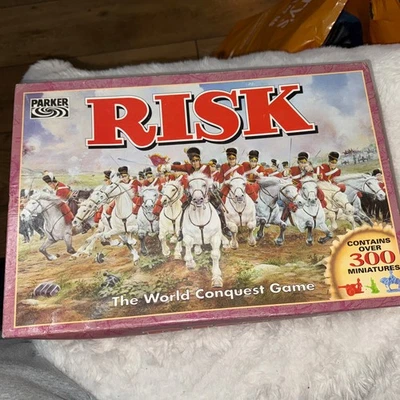 PARKER
RISK
CONTAINS
OVER
300
MINIATURES
The World Conquest Game